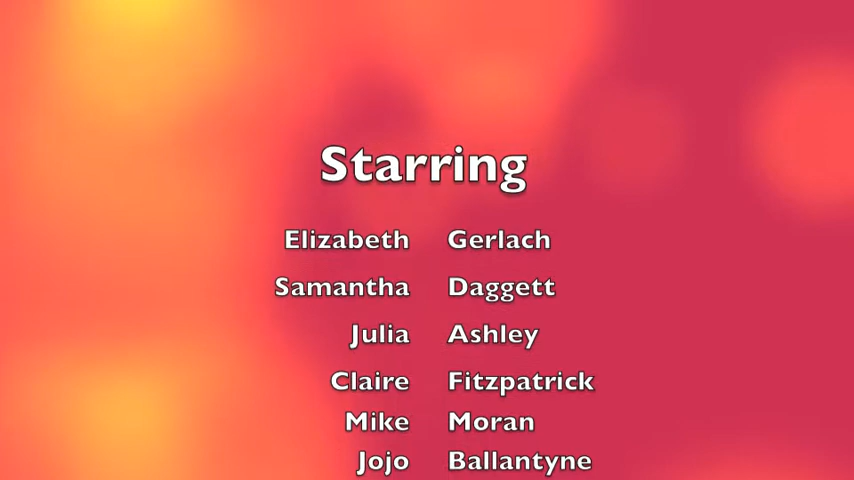 Starring
Elizabeth Gerlach
Samantha Daggett
Julia Ashley
Claire Fitzpatrick
Mike Moran
Jojo Ballantyne